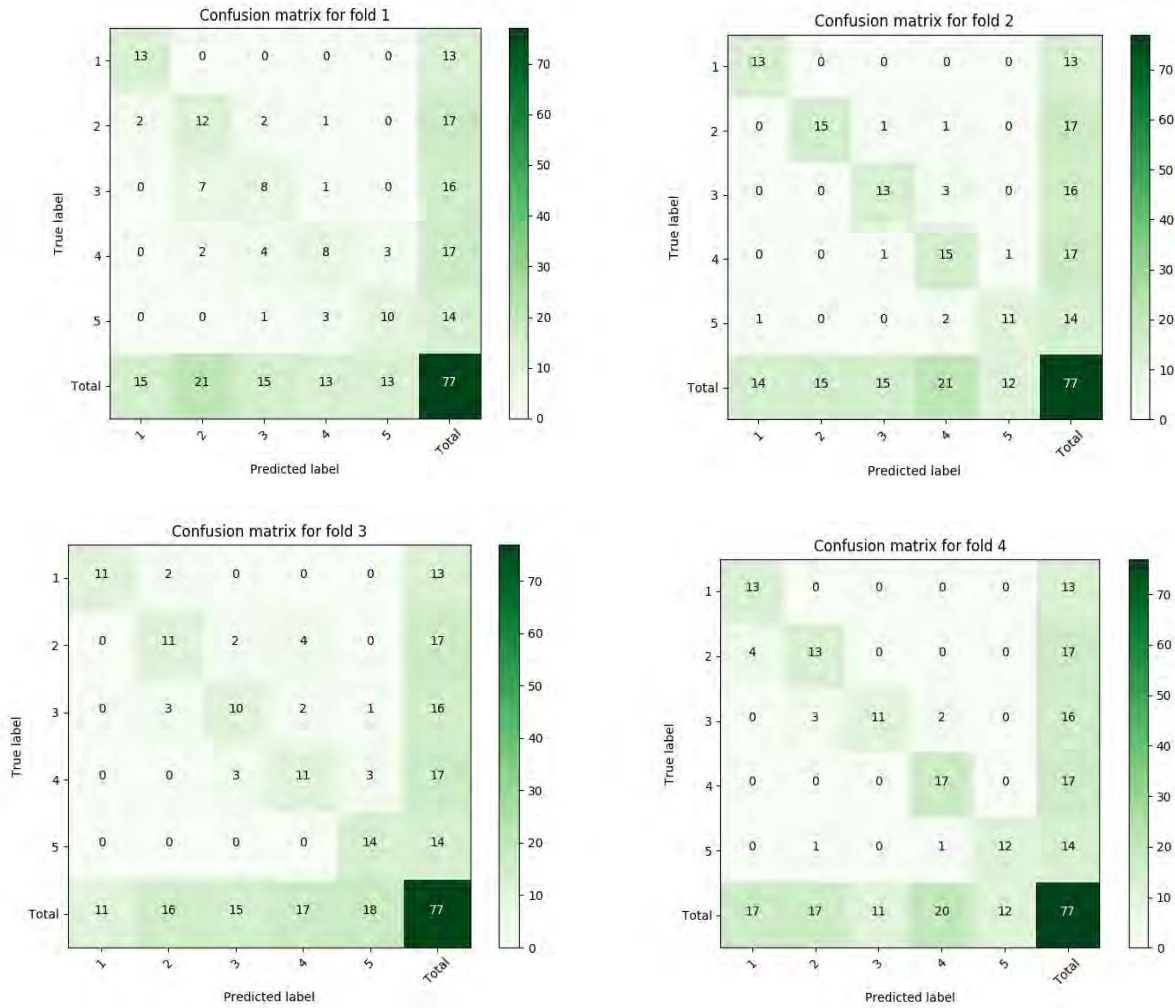 Confusion matrix for fold 1
1 13 0 0 0 0 13
2 2 12 2 1 0 17
3 0 7 8 1 0 16
4 0 2 4 8 3 17
5 0 0 1 3 10 14
Total 15 21 15 13 13 77
1 2 3 4 5 Total
Predicted label
True label
70
60
50
40
30
20
10
0
Confusion matrix for fold 2
1 13 0 0 0 0 13
2 0 15 1 1 0 17
3 0 0 13 3 0 16
4 0 0 1 15 1 17
5 1 0 0 2 11 14
Total 14 15 15 21 12 77
1 2 3 4 5 Total
Predicted label
True label
70
60
50
40
30
20
10
0
Confusion matrix for fold 3
1 11 2 0 0 0 13
2 0 11 2 4 0 17
3 0 3 10 2 1 16
4 0 0 3 11 3 17
5 0 0 0 0 14 14
Total 11 16 15 17 18 77
1 2 3 4 5 Total
Predicted label
True label
70
60
50
40
30
20
10
0
Confusion matrix for fold 4
1 13 0 0 0 0 13
2 4 13 0 0 0 17
3 0 3 11 2 0 16
4 0 0 0 17 0 17
5 0 1 0 1 12 14
Total 17 17 11 20 12 77
1 2 3 4 5 Total
Predicted label
True label
70
60
50
40
30
20
10
0